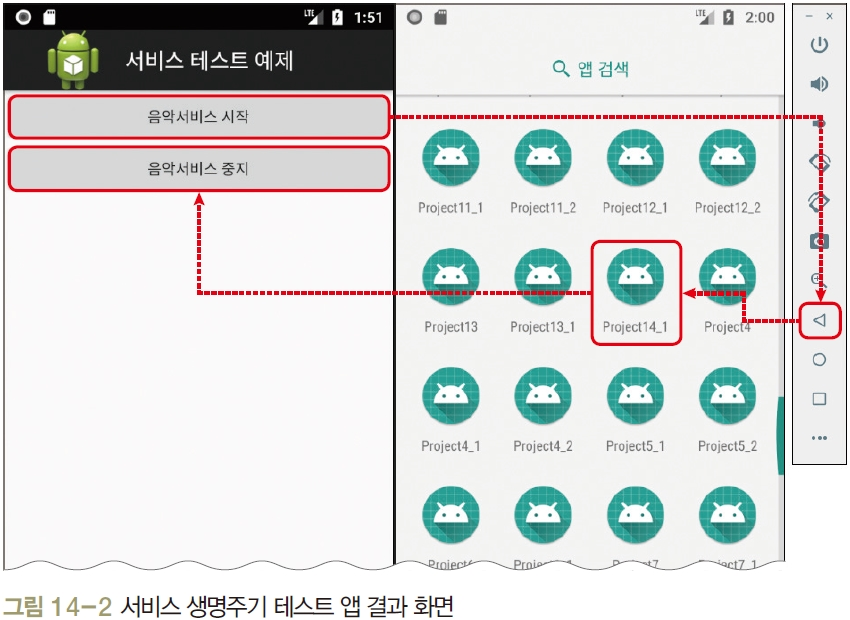 LTE 1:51
서비스 테스트 예제
음악서비스 시작
음악서비스 중지
LTE 2:00
앱 검색
Project11_1 Project11_2 Project12_1 Project12_2
Project13 Project13_1 Project14_1 Project4
Project4_1 Project4_2 Project5_1 Project5_2
Project7 Project7_1
그림 14-2 서비스 생명주기 테스트 앱 결과 화면